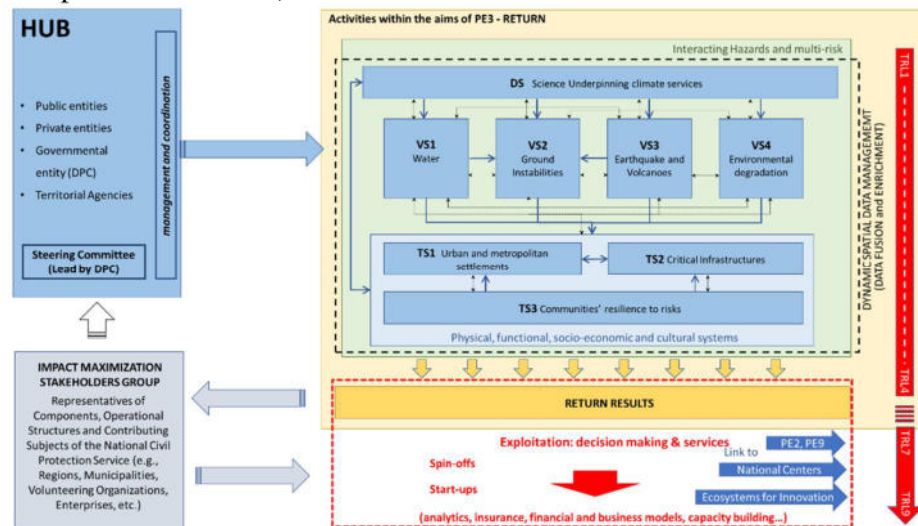 Activities within the aims of PE3 - RETURN
HUB
• Public entities
• Private entities
• Governmental
entity (DPC)
• Territorial Agencies
management and coordination
Steering Committee
(Lead by DPC)
Interacting Hazards and multi-risk
DS Science Underpinning climate services
VS1
Water
VS2
Ground
Instabilities
VS3
Earthquake and
Volcanoes
VS4
Environmental
degradation
TS1 Urban and metropolitan
settlements
TS2 Critical Infrastructures
TS3 Communities' resilience to risks
Physical, functional, socio-economic and cultural systems
DYNAMIC SPATIAL DATA MANAGEMENT
(DATA FUSION and ENRICHMENT)
TRL1
TRL4
TRL7
TRL9
IMPACT MAXIMIZATION
STAKEHOLDERS GROUP
Representatives of
Components, Operational
Structures and Contributing
Subjects of the National Civil
Protection Service (e.g.,
Regions, Municipalities,
Volunteering Organizations,
Enterprises, etc.)
RETURN RESULTS
Exploitation: decision making & services
PE2, PE9
Link to
Spin-offs
National Centers
Start-ups
Ecosystems for Innovation
(analytics, insurance, financial and business models, capacity building...)